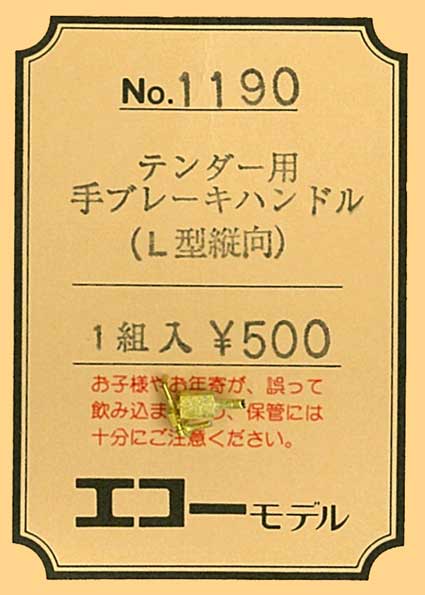 No.1190
テンダー用
手ブレーキハンドル
(L型縦向)
1組入 ¥500
お子様やお年寄が、誤って
飲み込ま 、保管には
十分にご注意ください。
エコーモデル